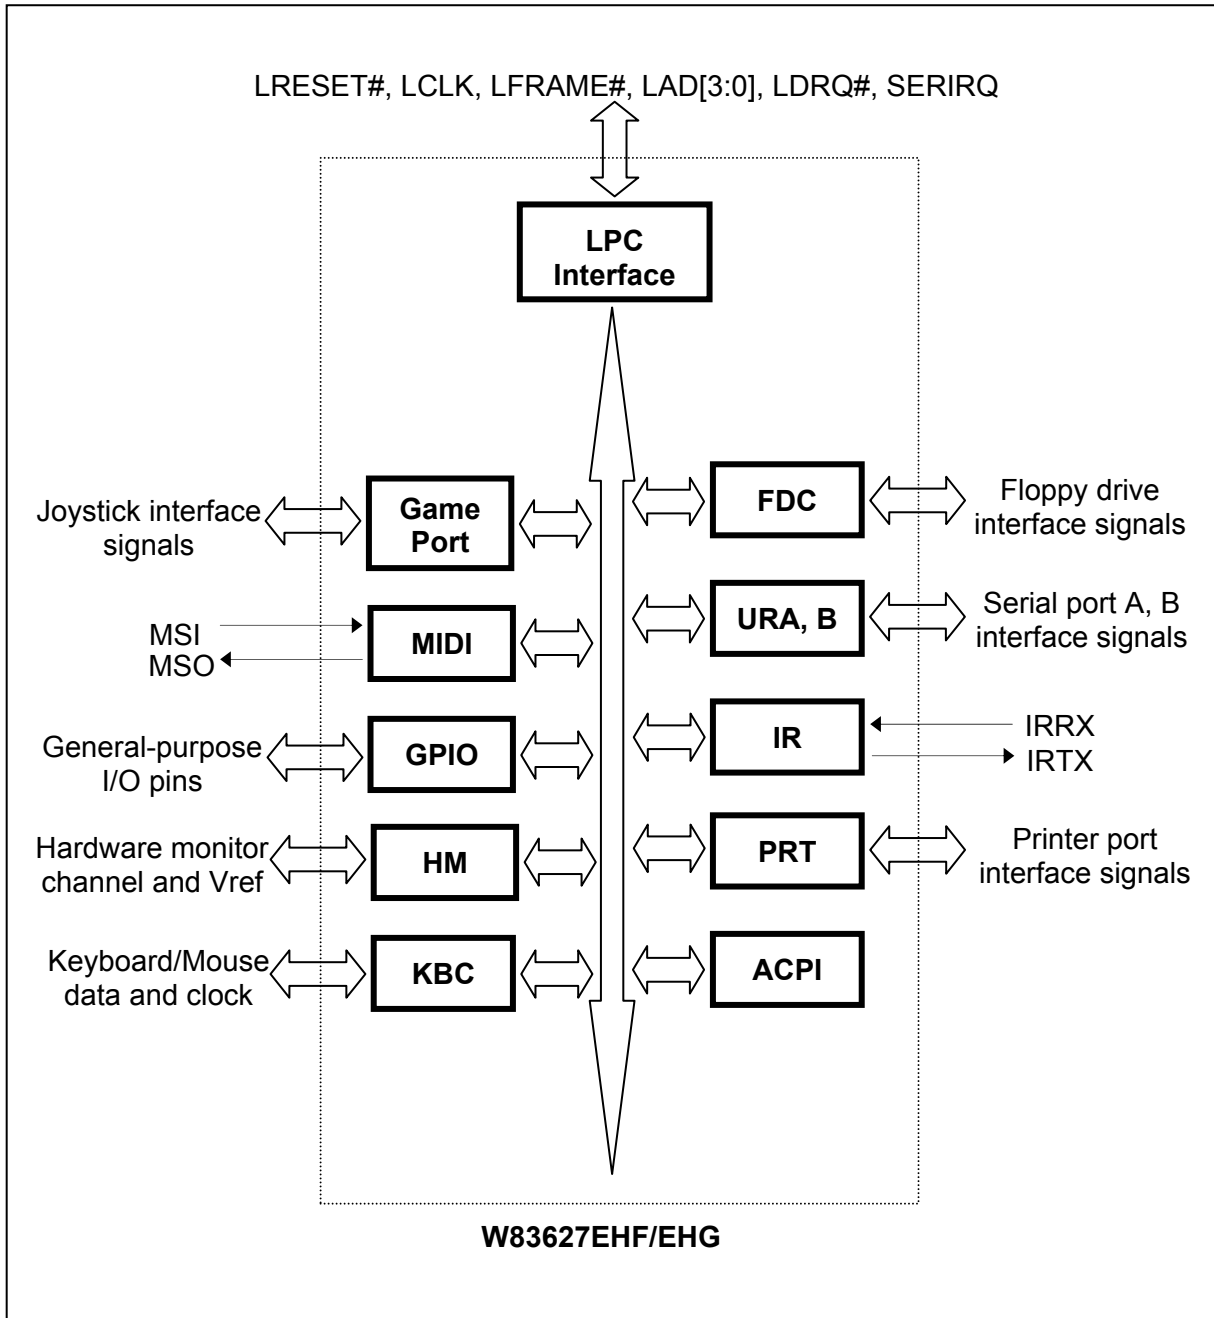 LRESET#, LCLK, LFRAME#, LAD[3:0], LDRQ#, SERIRQ
LPC
Interface
Joystick interface
signals
Game
Port
FDC
Floppy drive
interface signals
MSI
MSO
MIDI
URA, B
Serial port A, B
interface signals
General-purpose
I/O pins
GPIO
IR
IRRX
IRTX
Hardware monitor
channel and Vref
HM
PRT
Printer port
interface signals
Keyboard/Mouse
data and clock
KBC
ACPI
W83627EHF/EHG